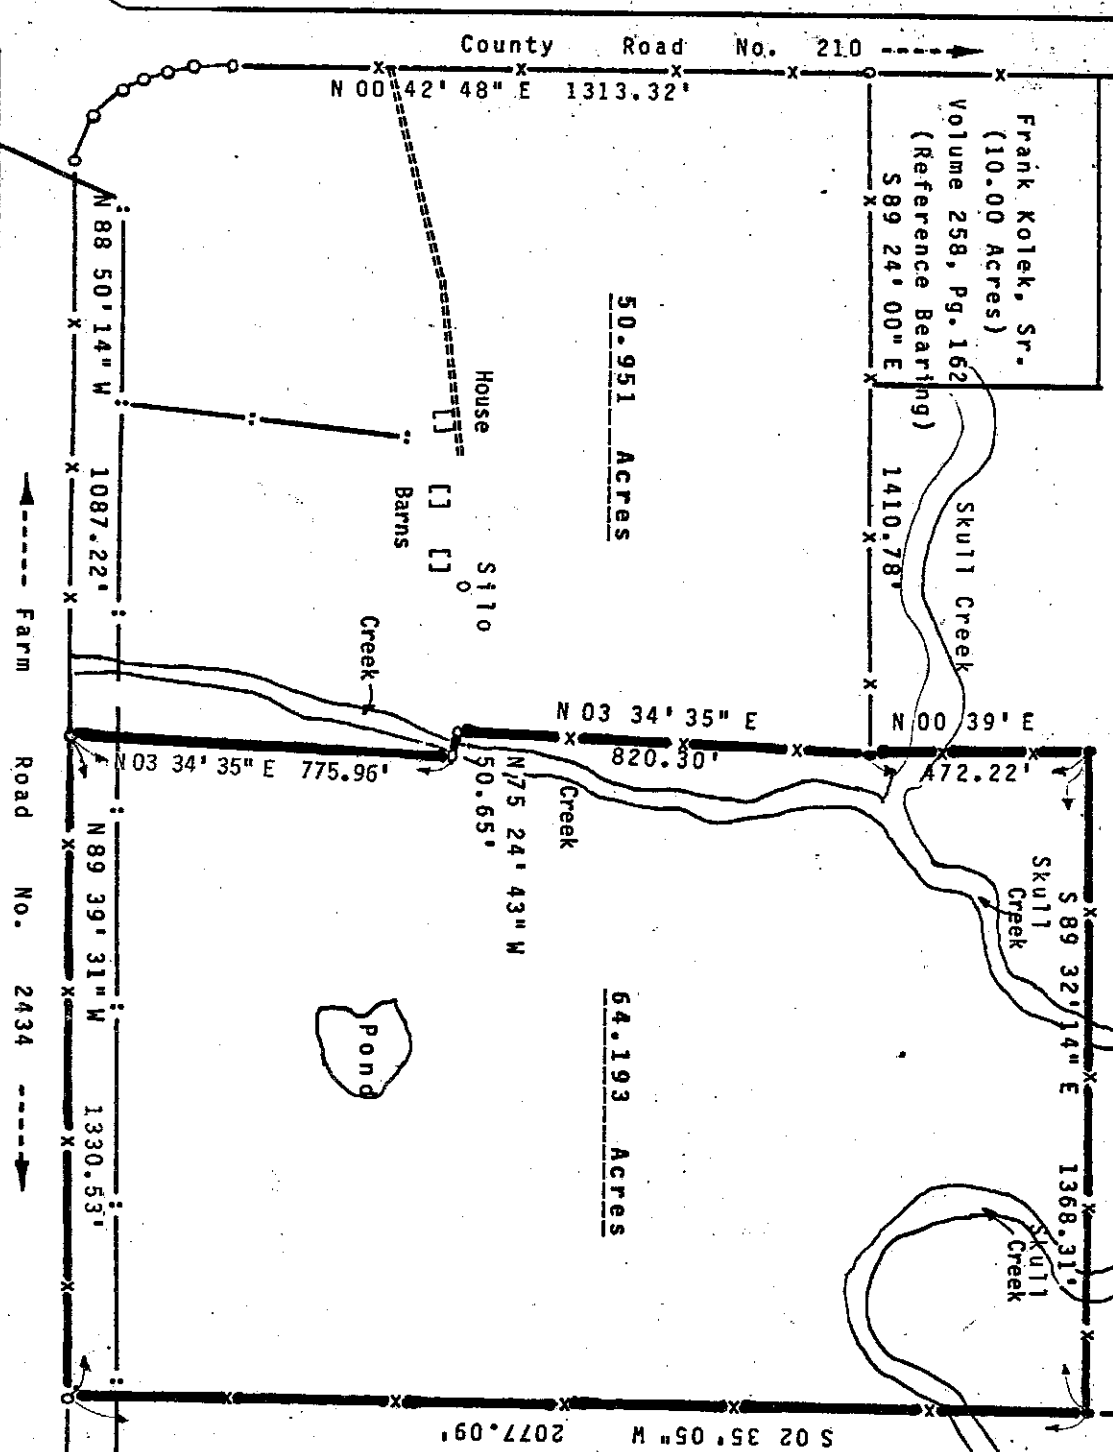 County Road No. 210
N 00 42' 48" E 1313.32'
Frank Kolek, Sr.
(10.00 Acres)
Volume 258, Pg. 162
(Reference Bearing)
S 89 24' 00" E 1410.78'
N 88 50' 14" W 1087.22'
50.951 Acres
House
Barns
Silo
Creek
Skull Creek
N 03 34' 35" E
820.30'
N 00 39' E
472.22'
N 03 34' 35" E 775.96'
N 75 24' 43" W
50.65'
Creek
Skull
Creek
S 89 32' 14" E 1368.31'
N 89 39' 31" W 1330.53'
Farm Road No. 2434
Pond
64.193 Acres
Skull
Creek
S 02 35' 05" W 2077.09'